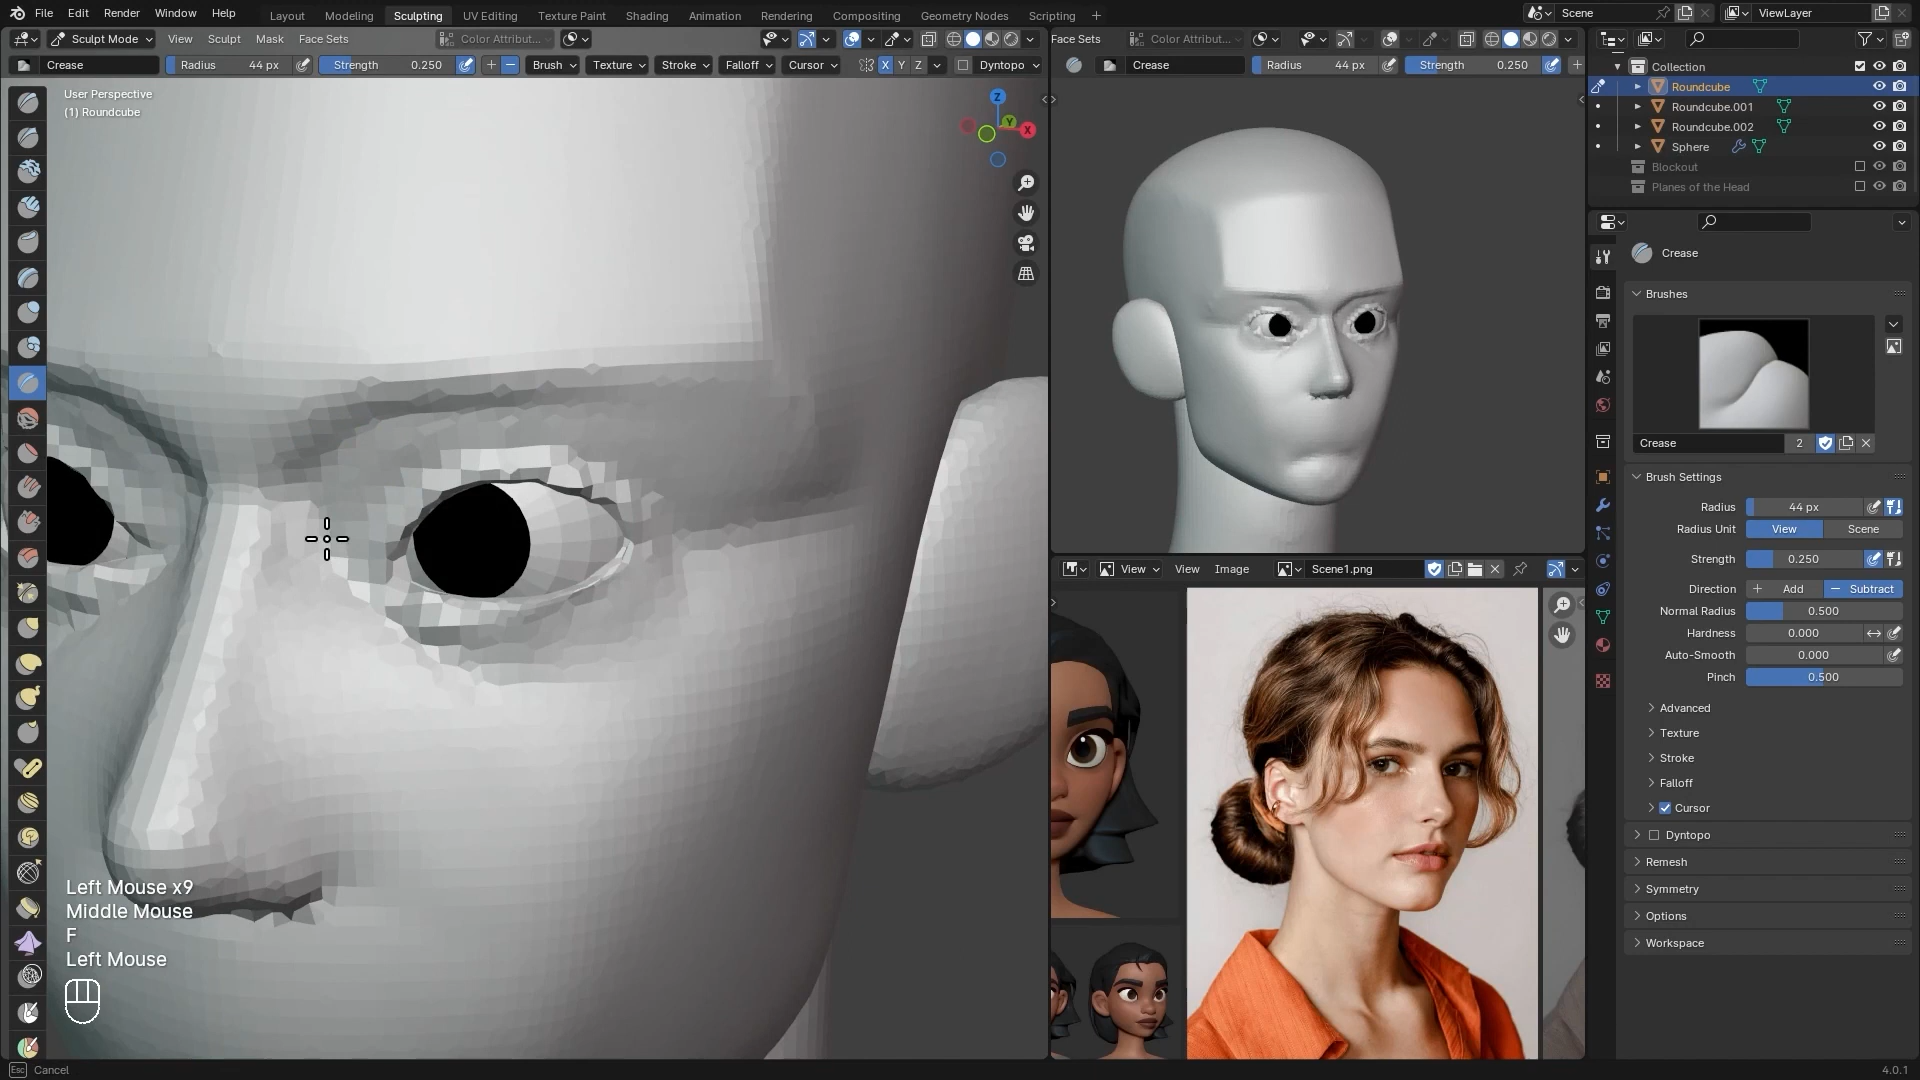 File Edit Render Window Help
Layout Modeling Sculpting UV Editing Texture Paint Shading Animation Rendering Compositing Geometry Nodes Scripting +
Scene
ViewLayer
Sculpt Mode View Sculpt Mask Face Sets Color Attribut...
Crease Radius 44 px Strength 0.250 Brush Texture Stroke Falloff Cursor X Y Z Dyntopo
User Perspective
(1) Roundcube
Z
Y
X
Left Mouse x9
Middle Mouse
F
Left Mouse
Esc Cancel
Face Sets Color Attribut...
Crease Radius 44 px Strength 0.250
View View Image Scene1.png
Collection
Roundcube
Roundcube.001
Roundcube.002
Sphere
Blockout
Planes of the Head
Crease
Brushes
Crease 2
Brush Settings
Radius 44 px
Radius Unit View Scene
Strength 0.250
Direction + Add − Subtract
Normal Radius 0.500
Hardness 0.000
Auto-Smooth 0.000
Pinch 0.500
Advanced
Texture
Stroke
Falloff
Cursor
Dyntopo
Remesh
Symmetry
Options
Workspace
4.0.1